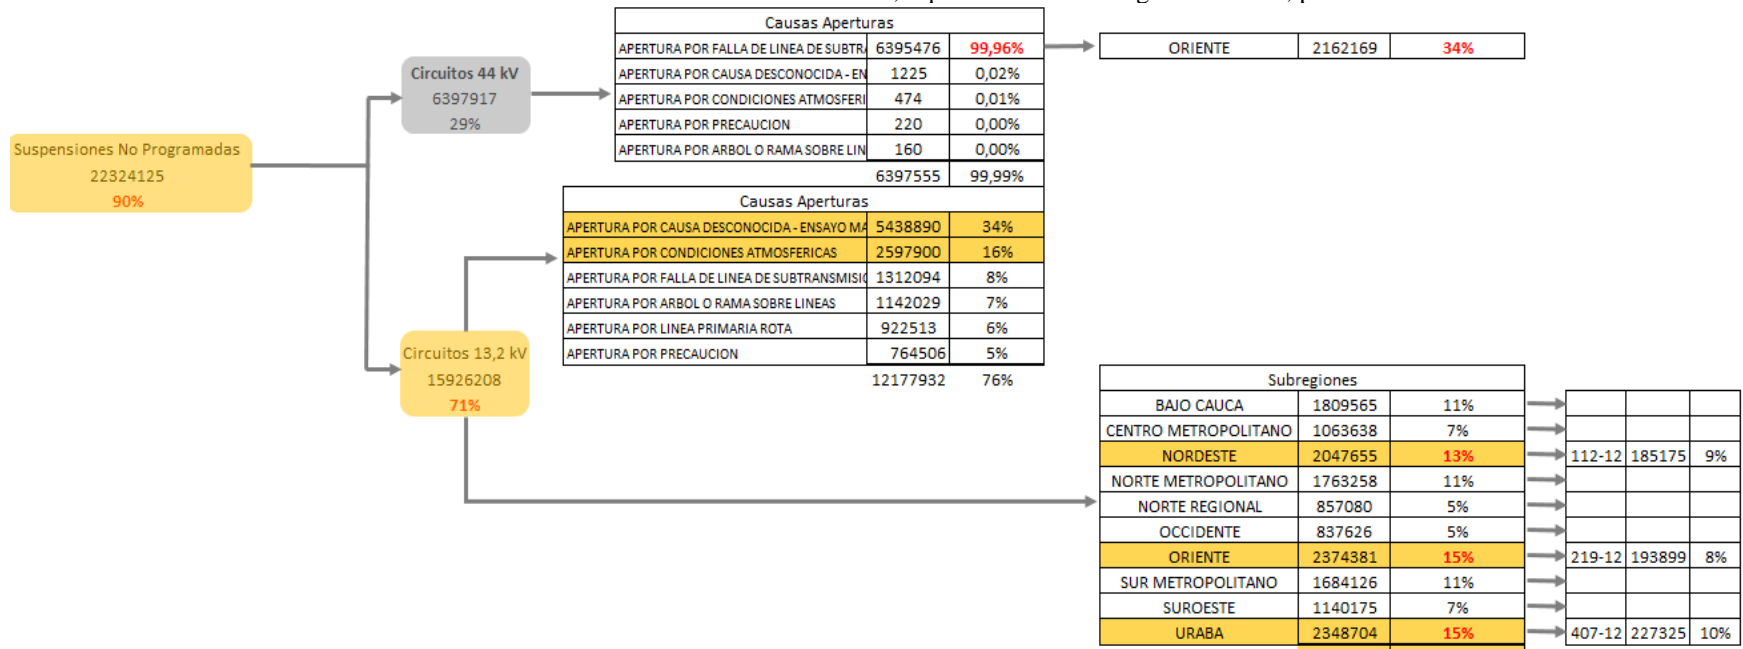 Causas Aperturas
APERTURA POR FALLA DE LINEA DE SUBTRA 6395476 99,96%
APERTURA POR CAUSA DESCONOCIDA - EN 1225 0,02%
APERTURA POR CONDICIONES ATMOSFERI 474 0,01%
APERTURA POR PRECAUCION 220 0,00%
APERTURA POR ARBOL O RAMA SOBRE LIN 160 0,00%
6397555 99,99%
ORIENTE 2162169 34%
Circuitos 44 kV
6397917
29%
Suspensiones No Programadas
22324125
90%
Causas Aperturas
APERTURA POR CAUSA DESCONOCIDA - ENSAYO MA 5438890 34%
APERTURA POR CONDICIONES ATMOSFERICAS 2597900 16%
APERTURA POR FALLA DE LINEA DE SUBTRANSMISIO 1312094 8%
APERTURA POR ARBOL O RAMA SOBRE LINEAS 1142029 7%
APERTURA POR LINEA PRIMARIA ROTA 922513 6%
APERTURA POR PRECAUCION 764506 5%
12177932 76%
Circuitos 13,2 kV
15926208
71%
Subregiones
BAJO CAUCA 1809565 11%
CENTRO METROPOLITANO 1063638 7%
NORDESTE 2047655 13% 112-12 185175 9%
NORTE METROPOLITANO 1763258 11%
NORTE REGIONAL 857080 5%
OCCIDENTE 837626 5%
ORIENTE 2374381 15% 219-12 193899 8%
SUR METROPOLITANO 1684126 11%
SUROESTE 1140175 7%
URABA 2348704 15% 407-12 227325 10%